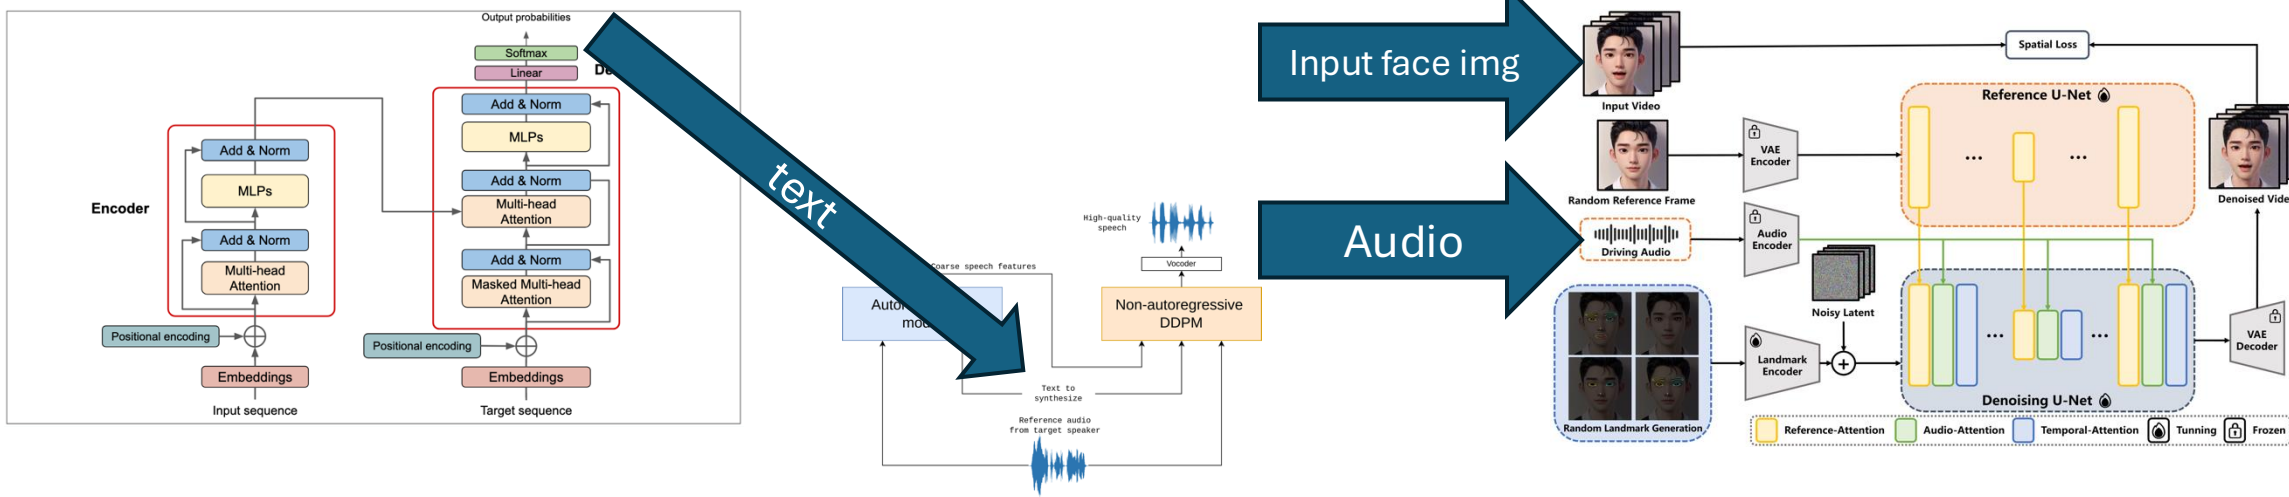 Output probabilities
Softmax
Linear
De
Add & Norm
MLPs
Add & Norm
Multi-head
Attention
Add & Norm
Masked Multi-head
Attention
Positional encoding
Embeddings
Target sequence
Encoder
Add & Norm
MLPs
Add & Norm
Multi-head
Attention
Positional encoding
Embeddings
Input sequence
text
High-quality
speech
Vocoder
Coarse speech features
Non-autoregressive
DDPM
Text to
synthesize
Reference audio
from target speaker
Input face img
Audio
Input Video
Spatial Loss
Reference U-Net
VAE
Encoder
Random Reference Frame
Denoised Vide
Audio
Encoder
Driving Audio
Noisy Latent
Landmark
Encoder
VAE
Decoder
Denoising U-Net
Random Landmark Generation
Reference-Attention
Audio-Attention
Temporal-Attention
Tunning
Frozen